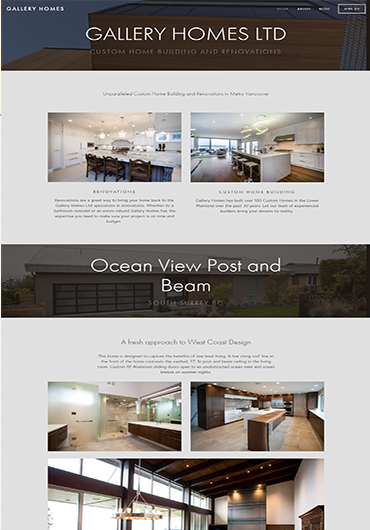 GALLERY HOMES
HOME ABOUT BLOG HIRE US
GALLERY HOMES LTD
CUSTOM HOME BUILDING AND RENOVATIONS
Unparalleled Custom Home Building and Renovations in Metro Vancouver
RENOVATIONS
Renovations are a great way to bring your home back to life.
Gallery Homes Ltd specializes in renovations. Whether its a
bathroom remodel or an entire rebuild Gallery Homes has the
expertise you need to make sure your project is on time and
budget.
CUSTOM HOME BUILDING
Gallery Homes has built over 100 Custom Homes in the Lower
Mainland over the past 30 years. Let our team of experienced
builders bring your dreams to reality.
Ocean View Post and
Beam
SOUTH SURREY BC
A fresh approach to West Coast Design
This home is designed to capture the benefits of one level living. A low slung roof line at
the front of the home contrasts the vaulted, 17', fir post and beam ceiling in the living
room. Custom 10' Aluminum sliding doors open to an unobstructed ocean view and ocean
breeze on summer nights.